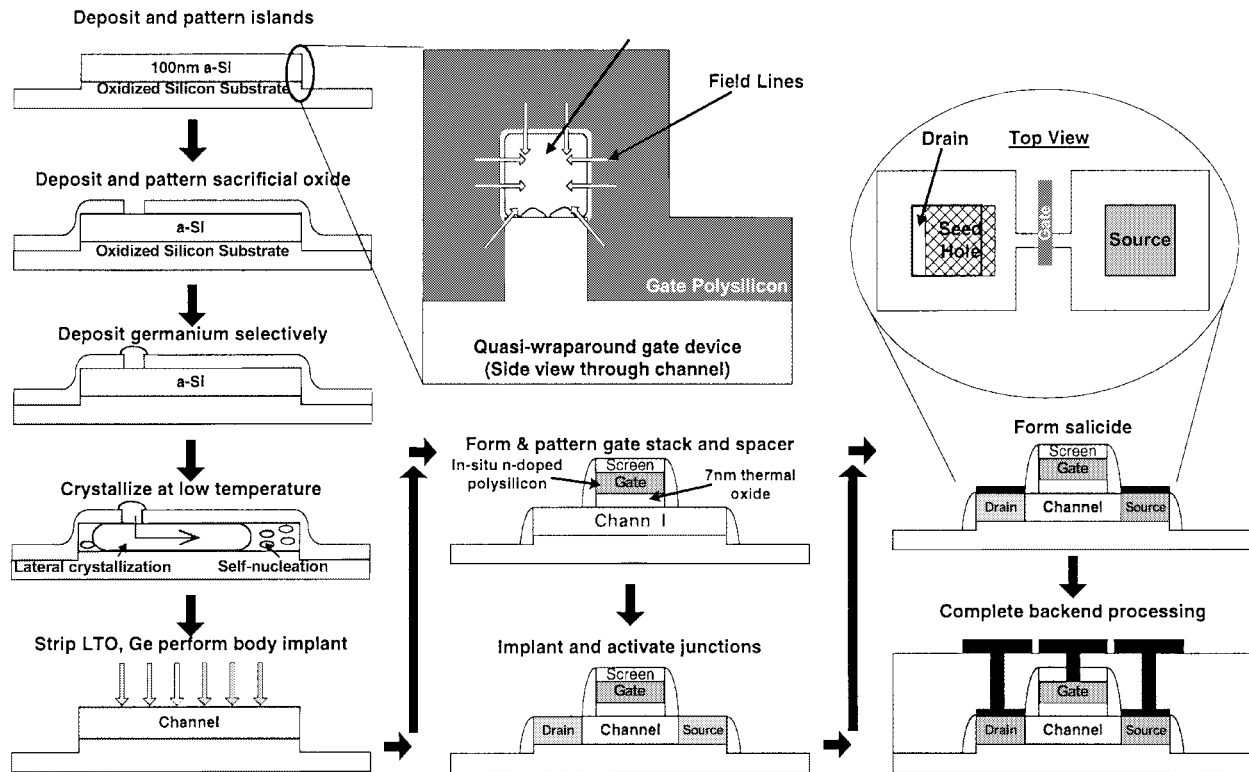 Deposit and pattern islands
100nm a-Si
Oxidized Silicon Substrate
Deposit and pattern sacrificial oxide
a-Si
Oxidized Silicon Substrate
Deposit germanium selectively
a-Si
Crystallize at low temperature
Lateral crystallization
Self-nucleation
Strip LTO, Ge perform body implant
Channel
Field Lines
Gate Polysilicon
Quasi-wraparound gate device
(Side view through channel)
Form & pattern gate stack and spacer
In-situ n-doped
polysilicon
Screen
Gate
7nm thermal
oxide
Chann l
Implant and activate junctions
Screen
Gate
Drain
Channel
Source
Top View
Drain
Seed
Hole
Gate
Source
Form salicide
Screen
Gate
Drain
Channel
Source
Complete backend processing
Gate
Drain
Channel
Source